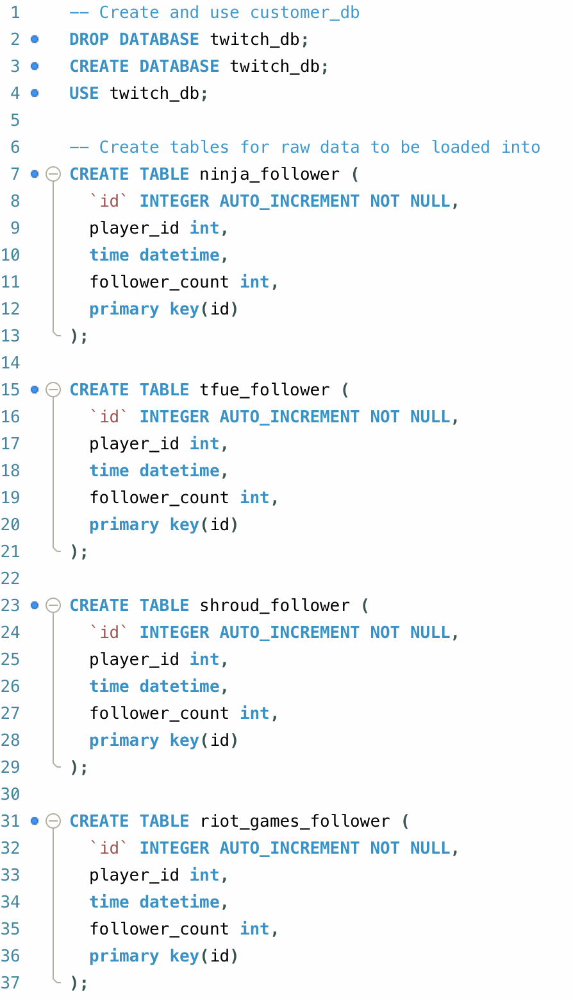 1 -- Create and use customer_db
2 DROP DATABASE twitch_db;
3 CREATE DATABASE twitch_db;
4 USE twitch_db;
5
6 -- Create tables for raw data to be loaded into
7 CREATE TABLE ninja_follower (
8 `id` INTEGER AUTO_INCREMENT NOT NULL,
9 player_id int,
10 time datetime,
11 follower_count int,
12 primary key(id)
13 );
14
15 CREATE TABLE tfue_follower (
16 `id` INTEGER AUTO_INCREMENT NOT NULL,
17 player_id int,
18 time datetime,
19 follower_count int,
20 primary key(id)
21 );
22
23 CREATE TABLE shroud_follower (
24 `id` INTEGER AUTO_INCREMENT NOT NULL,
25 player_id int,
26 time datetime,
27 follower_count int,
28 primary key(id)
29 );
30
31 CREATE TABLE riot_games_follower (
32 `id` INTEGER AUTO_INCREMENT NOT NULL,
33 player_id int,
34 time datetime,
35 follower_count int,
36 primary key(id)
37 );